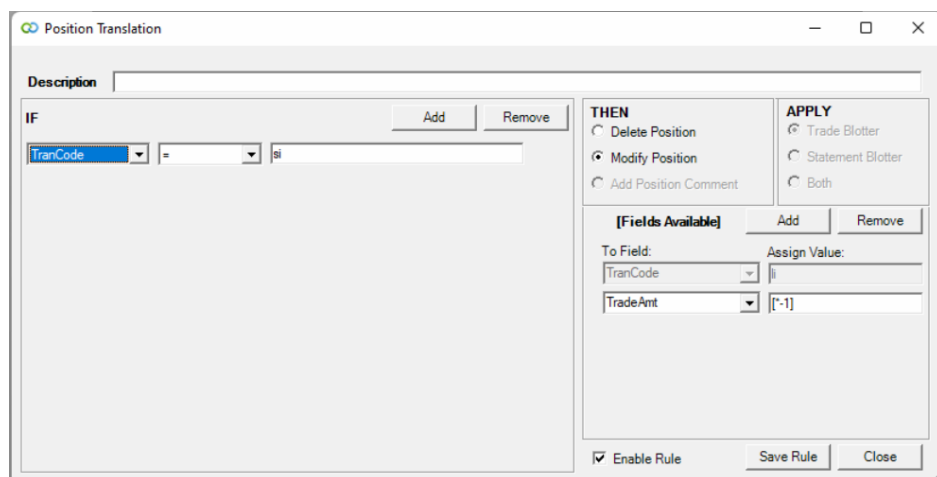 Position Translation
Description
IF
Add
Remove
TranCode
=
si
THEN
Delete Position
Modify Position
Add Position Comment
APPLY
Trade Blotter
Statement Blotter
Both
[Fields Available]
Add
Remove
To Field:
Assign Value:
TranCode
li
TradeAmt
[*-1]
Enable Rule
Save Rule
Close